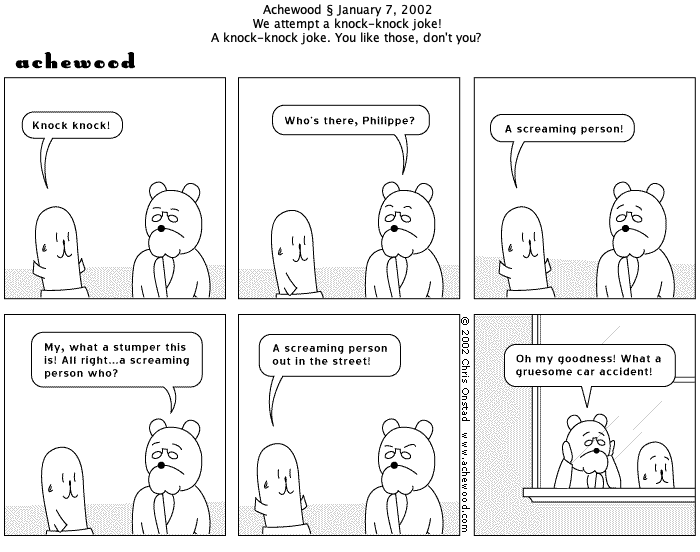 Achewood § January 7, 2002
We attempt a knock-knock joke!
A knock-knock joke. You like those, don't you?
achewood
Knock knock!
Who's there, Philippe?
A screaming person!
My, what a stumper this
is! All right...a screaming
person who?
A screaming person
out in the street!
© 2002 Chris Onstad www.achewood.com
Oh my goodness! What a
gruesome car accident!